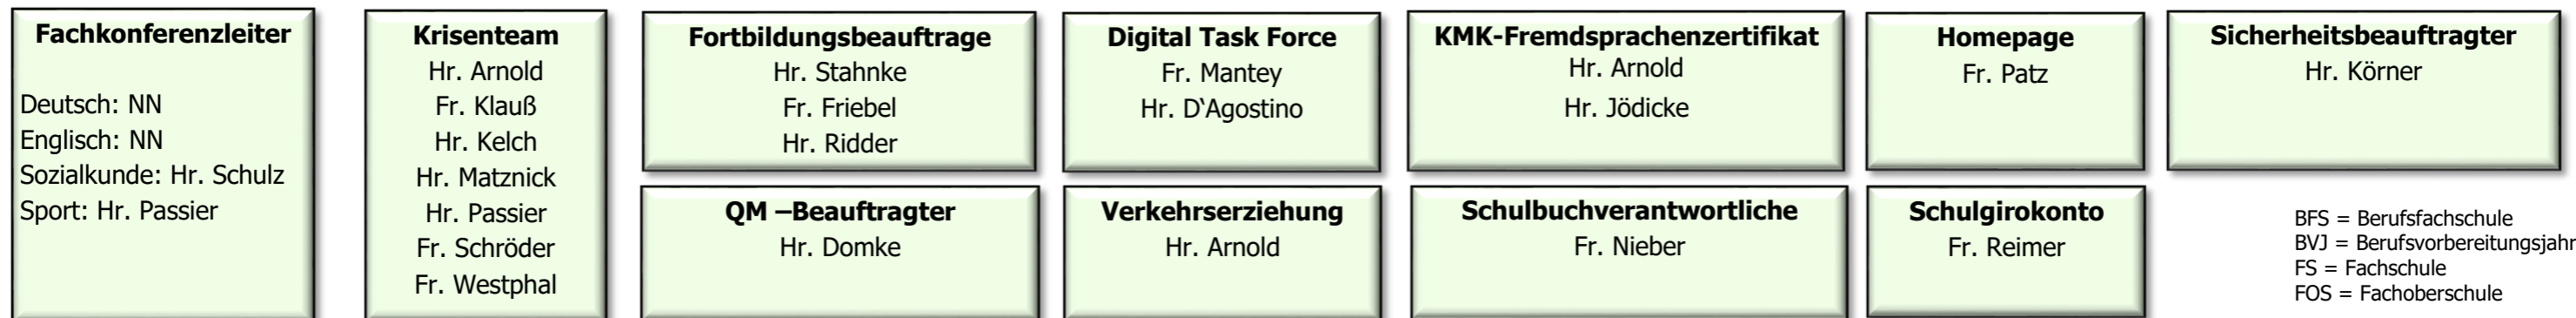 Fachkonferenzleiter
Deutsch: NN
Englisch: NN
Sozialkunde: Hr. Schulz
Sport: Hr. Passier
Krisenteam
Hr. Arnold
Fr. Klauß
Hr. Kelch
Hr. Matznick
Hr. Passier
Fr. Schröder
Fr. Westphal
Fortbildungsbeauftrage
Hr. Stahnke
Fr. Friebel
Hr. Ridder
Digital Task Force
Fr. Mantey
Hr. D‘Agostino
KMK-Fremdsprachenzertifikat
Hr. Arnold
Hr. Jödicke
Homepage
Fr. Patz
Sicherheitsbeauftragter
Hr. Körner
QM –Beauftragter
Hr. Domke
Verkehrserziehung
Hr. Arnold
Schulbuchverantwortliche
Fr. Nieber
Schulgirokonto
Fr. Reimer
BFS = Berufsfachschule
BVJ = Berufsvorbereitungsjahr
FS = Fachschule
FOS = Fachoberschule